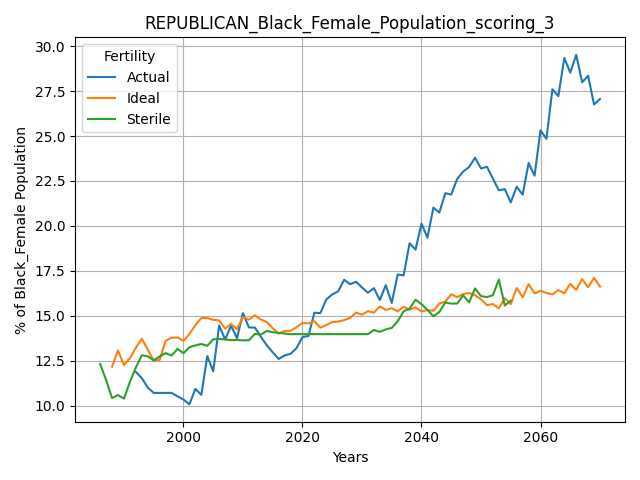 REPUBLICAN_Black_Female_Population_scoring_3
Fertility
Actual
Ideal
Sterile
% of Black_Female Population
30.0
27.5
25.0
22.5
20.0
17.5
15.0
12.5
10.0
2000 2020 2040 2060
Years